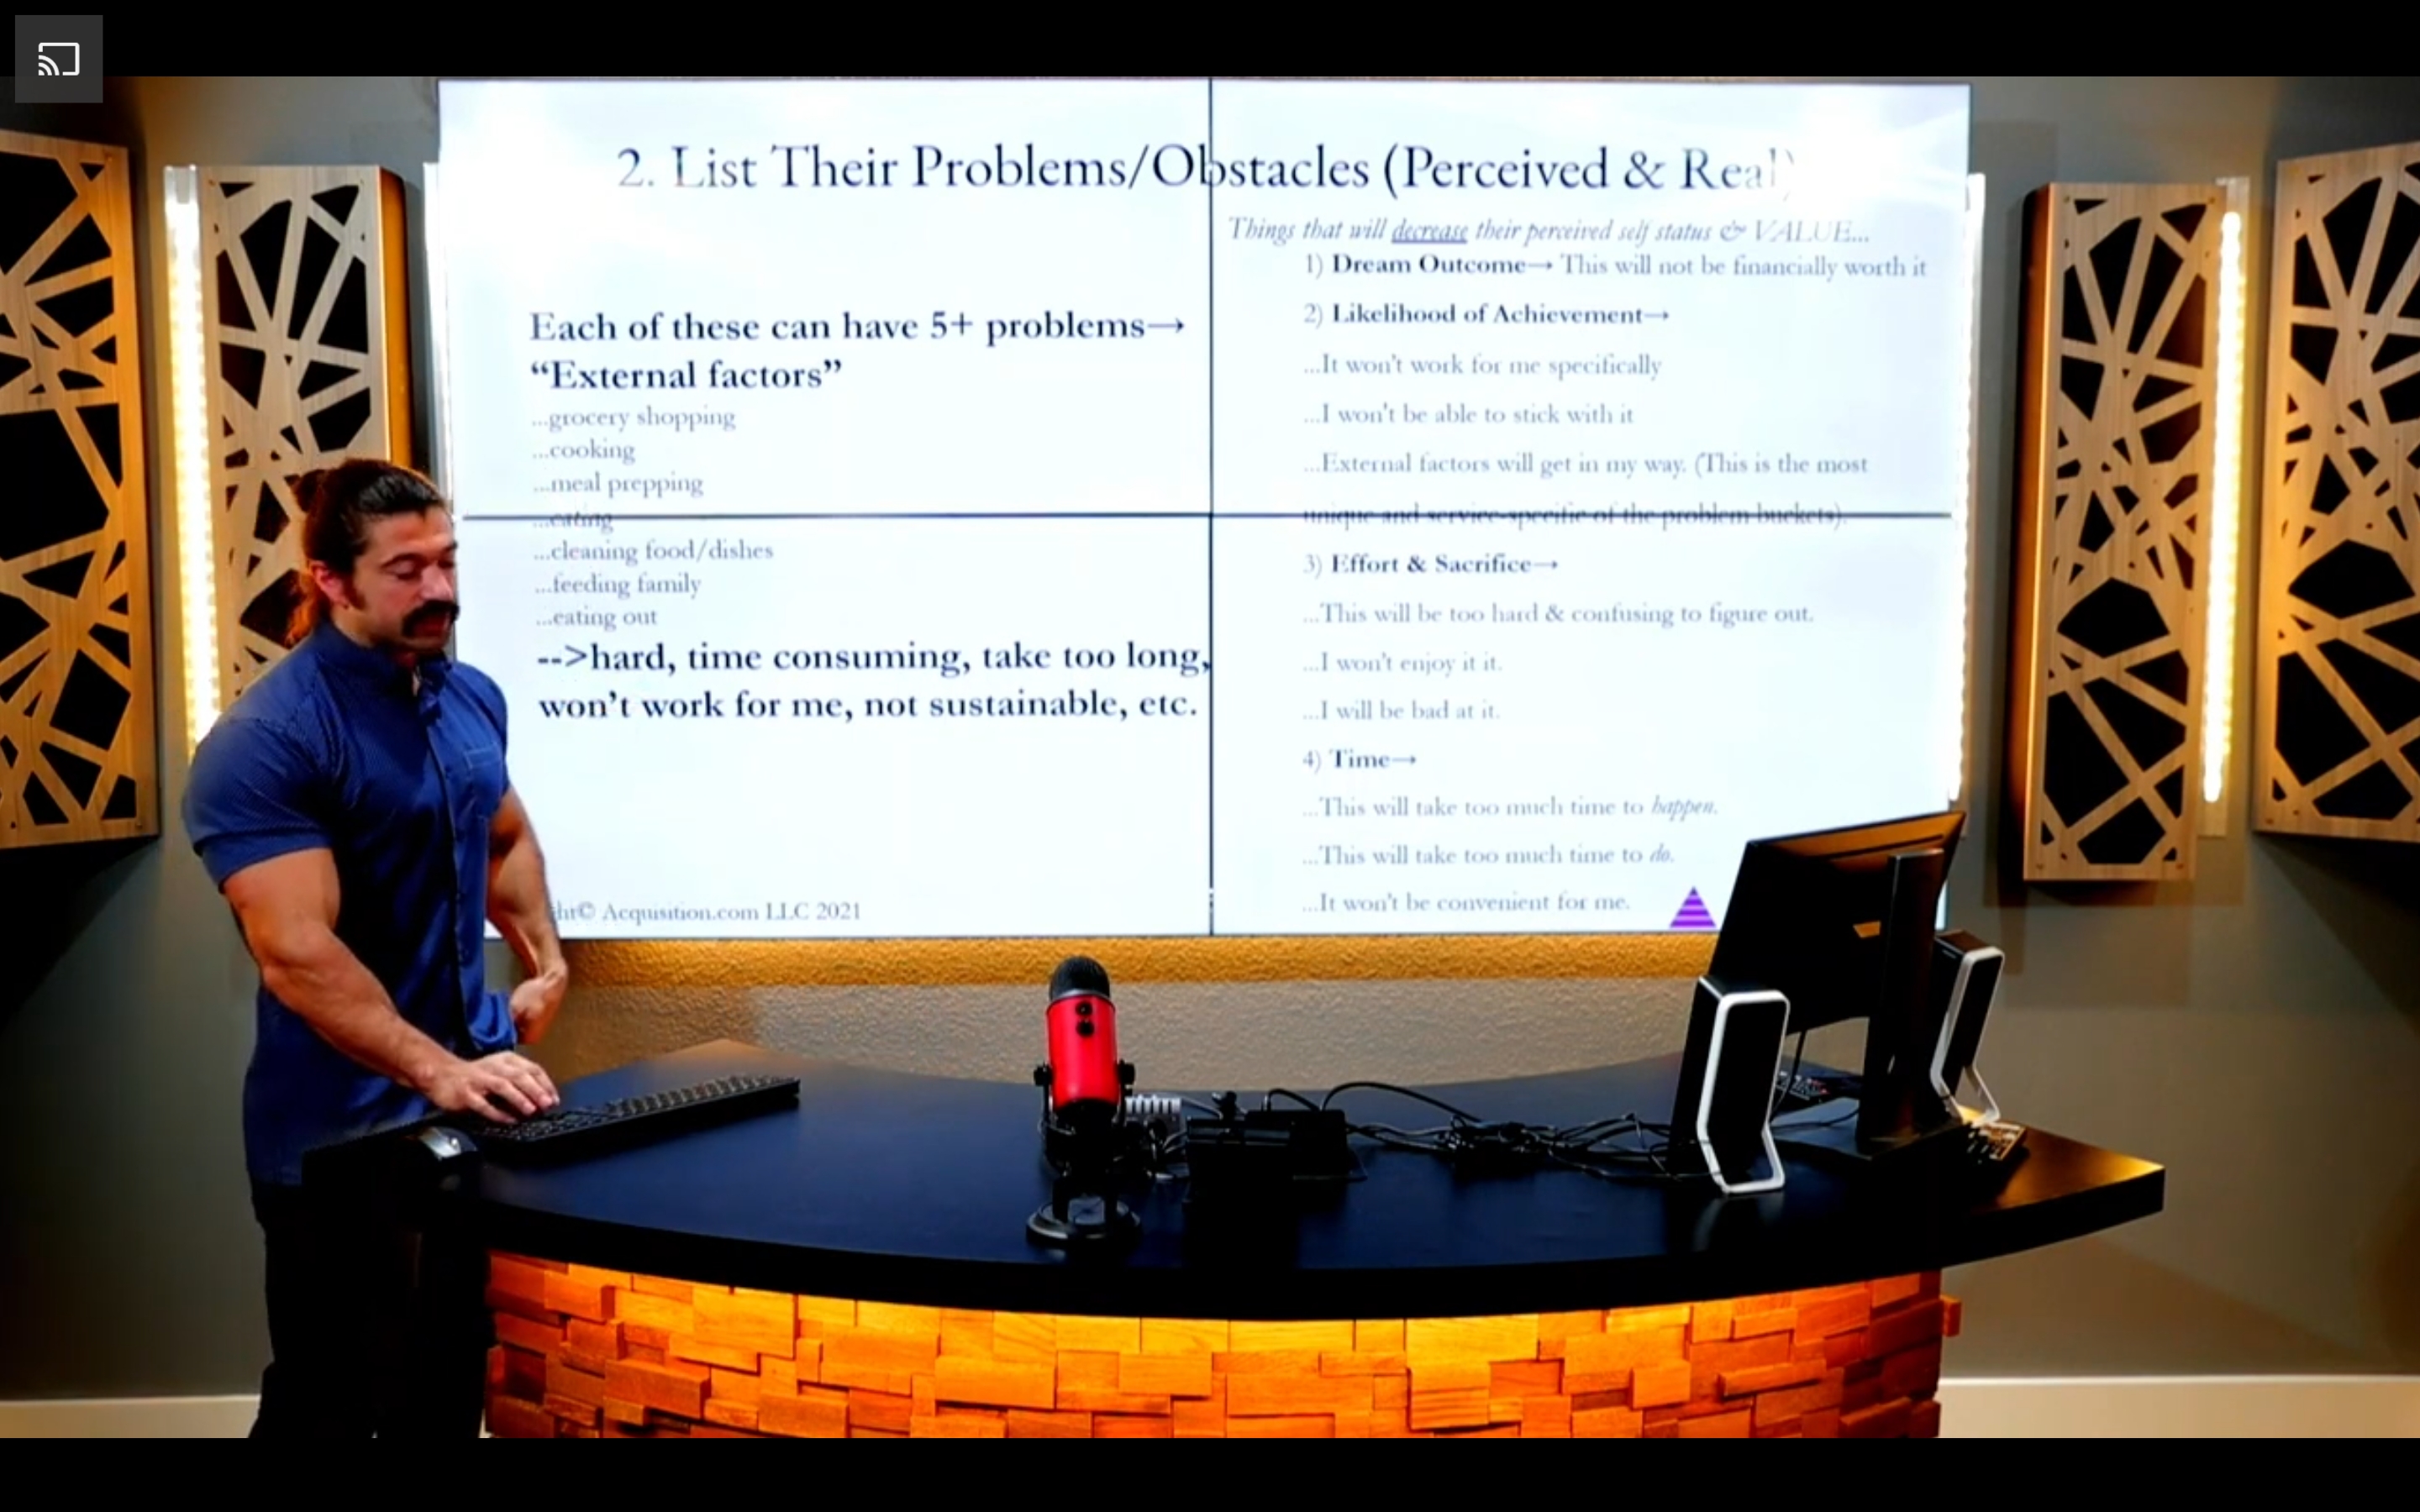 2. List Their Problems/Obstacles (Perceived & Real)
Each of these can have 5+ problems→
“External factors”
...grocery shopping
...cooking
...meal prepping
...eating
...cleaning food/dishes
...feeding family
...eating out
-->hard, time consuming, take too long,
won’t work for me, not sustainable, etc.
Things that will decrease their perceived self status & VALUE...
1) Dream Outcome→ This will not be financially worth it
2) Likelihood of Achievement→
...It won’t work for me specifically
...I won’t be able to stick with it
...External factors will get in my way. (This is the most
unique and service-specific of the problem buckets).
3) Effort & Sacrifice→
...This will be too hard & confusing to figure out.
...I won’t enjoy it it.
...I will be bad at it.
4) Time→
...This will take too much time to happen.
...This will take too much time to do.
...It won’t be convenient for me.
ht© Acquisition.com LLC 2021